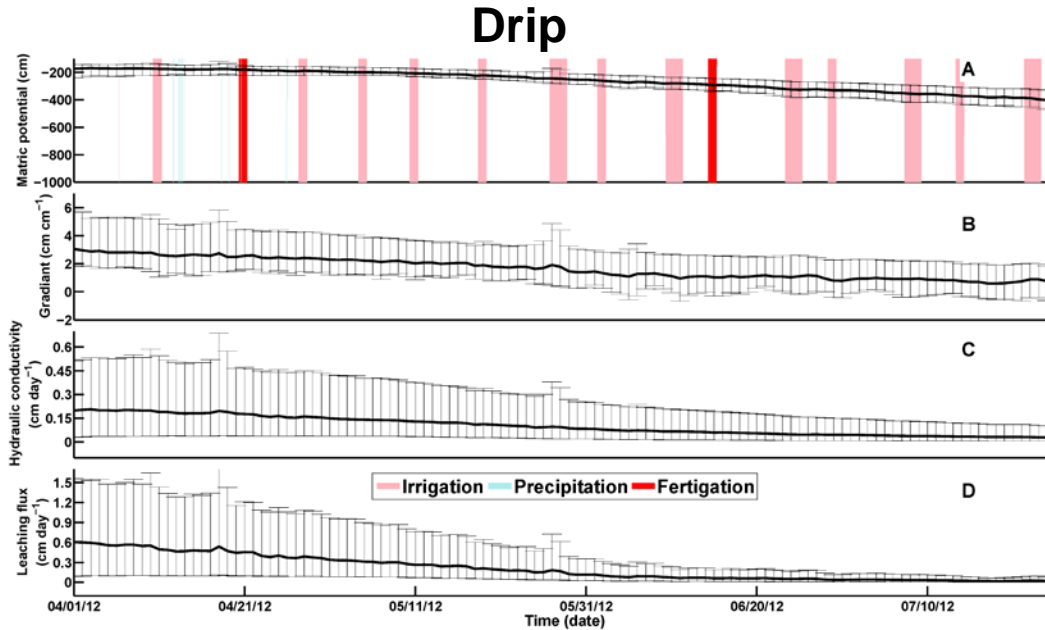 Drip
Matric potential (cm)
−200
−400
−600
−800
−1000
A
Gradiant (cm cm⁻¹)
6
4
2
0
−2
B
Hydraulic conductivity
(cm day⁻¹)
0.6
0.45
0.3
0.15
0
C
Leaching flux
(cm day⁻¹)
1.5
1.2
0.9
0.6
0.3
0
Irrigation Precipitation Fertigation
D
04/01/12 04/21/12 05/11/12 05/31/12 06/20/12 07/10/12
Time (date)